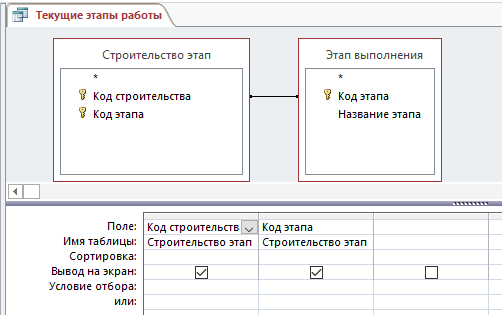 Текущие этапы работы
Строительство этап
*
Код строительства
Код этапа
Этап выполнения
*
Код этапа
Название этапа
Поле: Код строительств Код этапа
Имя таблицы: Строительство этап Строительство этап
Сортировка:
Вывод на экран:
Условие отбора:
или: